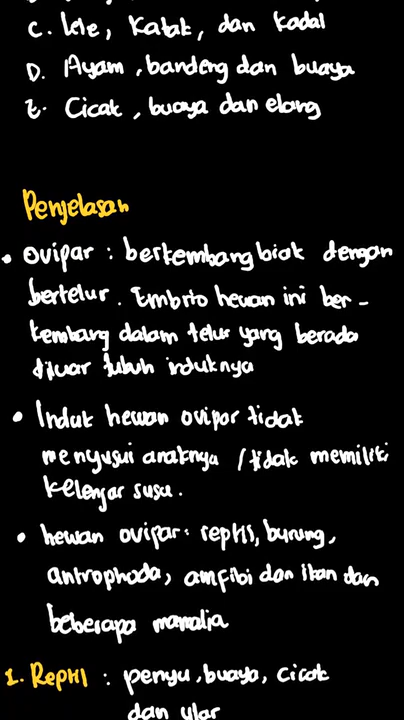 C. lele, Katak, dan Kadal
D. Ayam, bandeng dan buaya
E. Cicak, buaya dan elang
Penjelasan
• Ovipar : berkembang biak dengan
bertelur. Embrio hewan ini ber-
kembang dalam telur yang berada
diluar tubuh induknya
• Induk hewan ovipar tidak
menyusui anaknya / tidak memiliki
kelenjar susu.
• hewan ovipar : reptil, burung,
antrophoda, amfibi dan ikan dan
beberapa mamalia
1. Reptil : penyu, buaya, cicak
dan ular